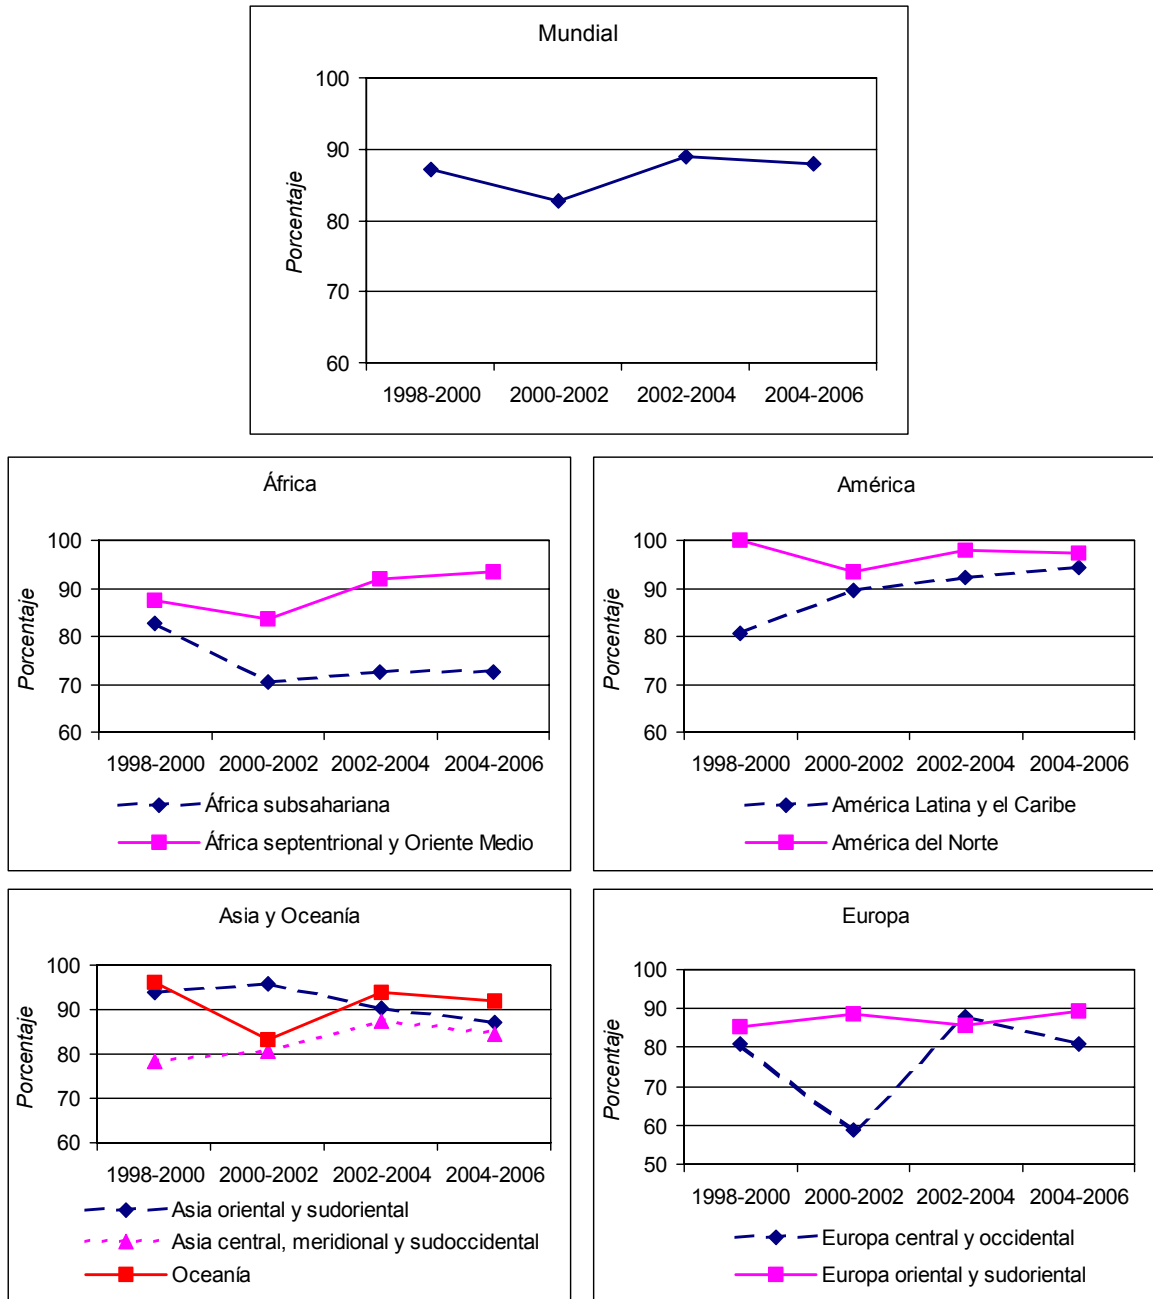 Mundial
Porcentaje
100
90
80
70
60
1998-2000 2000-2002 2002-2004 2004-2006
África
Porcentaje
100
90
80
70
60
1998-2000 2000-2002 2002-2004 2004-2006
África subsahariana
África septentrional y Oriente Medio
América
Porcentaje
100
90
80
70
60
1998-2000 2000-2002 2002-2004 2004-2006
América Latina y el Caribe
América del Norte
Asia y Oceanía
Porcentaje
100
90
80
70
60
1998-2000 2000-2002 2002-2004 2004-2006
Asia oriental y sudoriental
Asia central, meridional y sudoccidental
Oceanía
Europa
Porcentaje
100
90
80
70
60
50
1998-2000 2000-2002 2002-2004 2004-2006
Europa central y occidental
Europa oriental y sudoriental